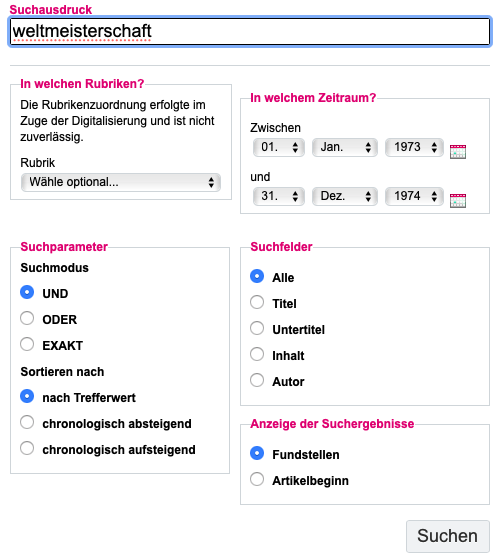 Suchausdruck
weltmeisterschaft
In welchen Rubriken?
Die Rubrikenzuordnung erfolgte im
Zuge der Digitalisierung und ist nicht
zuverlässig.
Rubrik
Wähle optional...
In welchem Zeitraum?
Zwischen
01. Jan. 1973
und
31. Dez. 1974
Suchparameter
Suchmodus
UND
ODER
EXAKT
Sortieren nach
nach Trefferwert
chronologisch absteigend
chronologisch aufsteigend
Suchfelder
Alle
Titel
Untertitel
Inhalt
Autor
Anzeige der Suchergebnisse
Fundstellen
Artikelbeginn
Suchen